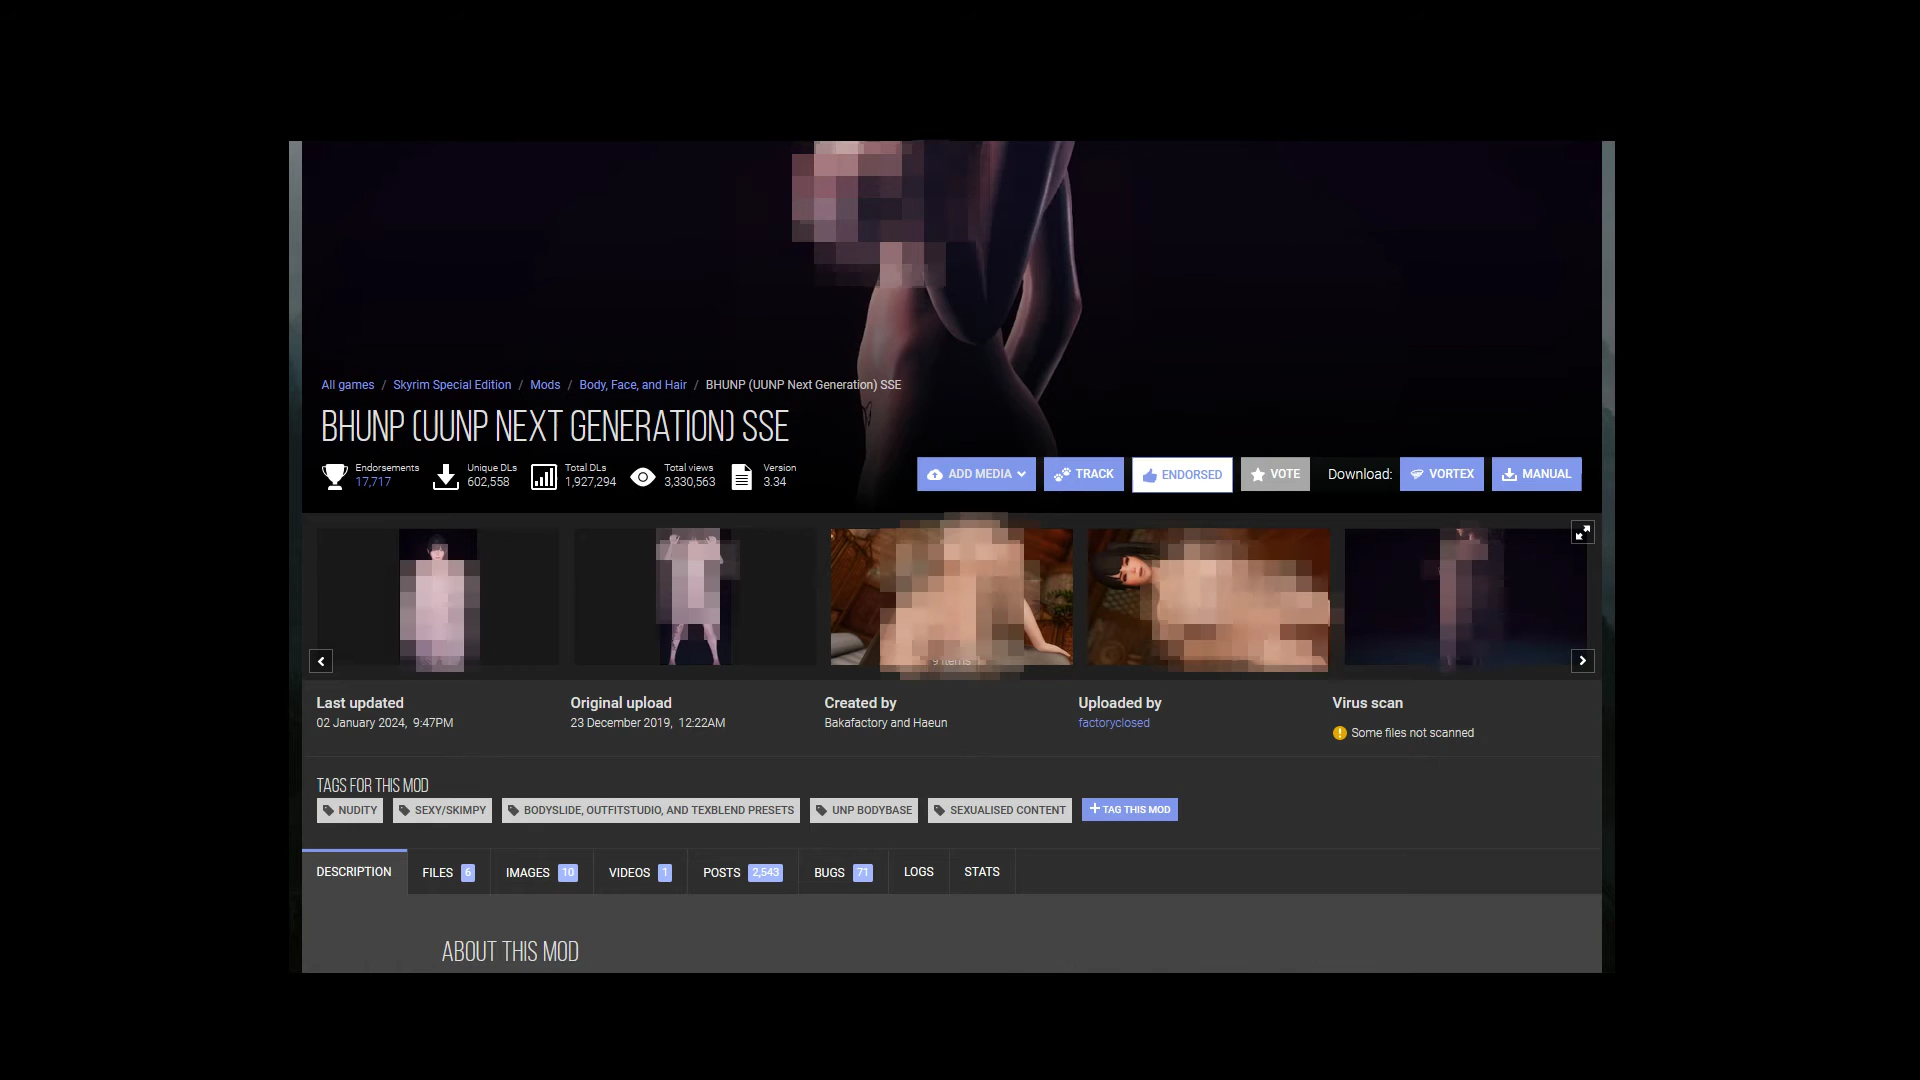 All games / Skyrim Special Edition / Mods / Body, Face, and Hair / BHUNP (UUNP Next Generation) SSE
BHUNP (UUNP NEXT GENERATION) SSE
Endorsements Unique DLs Total DLs Total views Version
17,717 602,558 1,927,294 3,330,563 3.34
ADD MEDIA TRACK ENDORSED VOTE Download: VORTEX MANUAL
9 items
Last updated Original upload Created by Uploaded by Virus scan
02 January 2024, 9:47PM 23 December 2019, 12:22AM Bakafactory and Haeun factoryclosed Some files not scanned
TAGS FOR THIS MOD
NUDITY SEXY/SKIMPY BODYSLIDE, OUTFITSTUDIO, AND TEXBLEND PRESETS UNP BODYBASE SEXUALISED CONTENT + TAG THIS MOD
DESCRIPTION FILES 6 IMAGES 10 VIDEOS 1 POSTS 2,543 BUGS 71 LOGS STATS
ABOUT THIS MOD